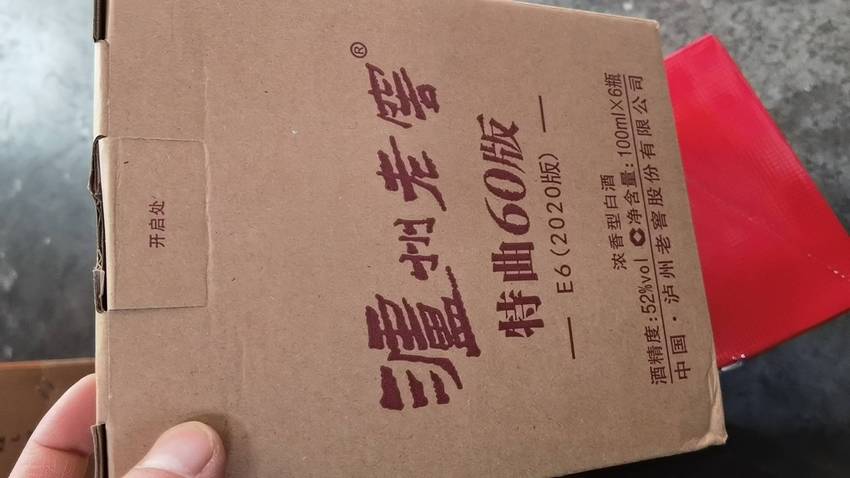 瀘州老窖®
特曲60版
E6(2020版)
浓香型白酒
酒精度:52%vol 净含量:100ml×6瓶
中国·泸州老窖股份有限公司
开启处